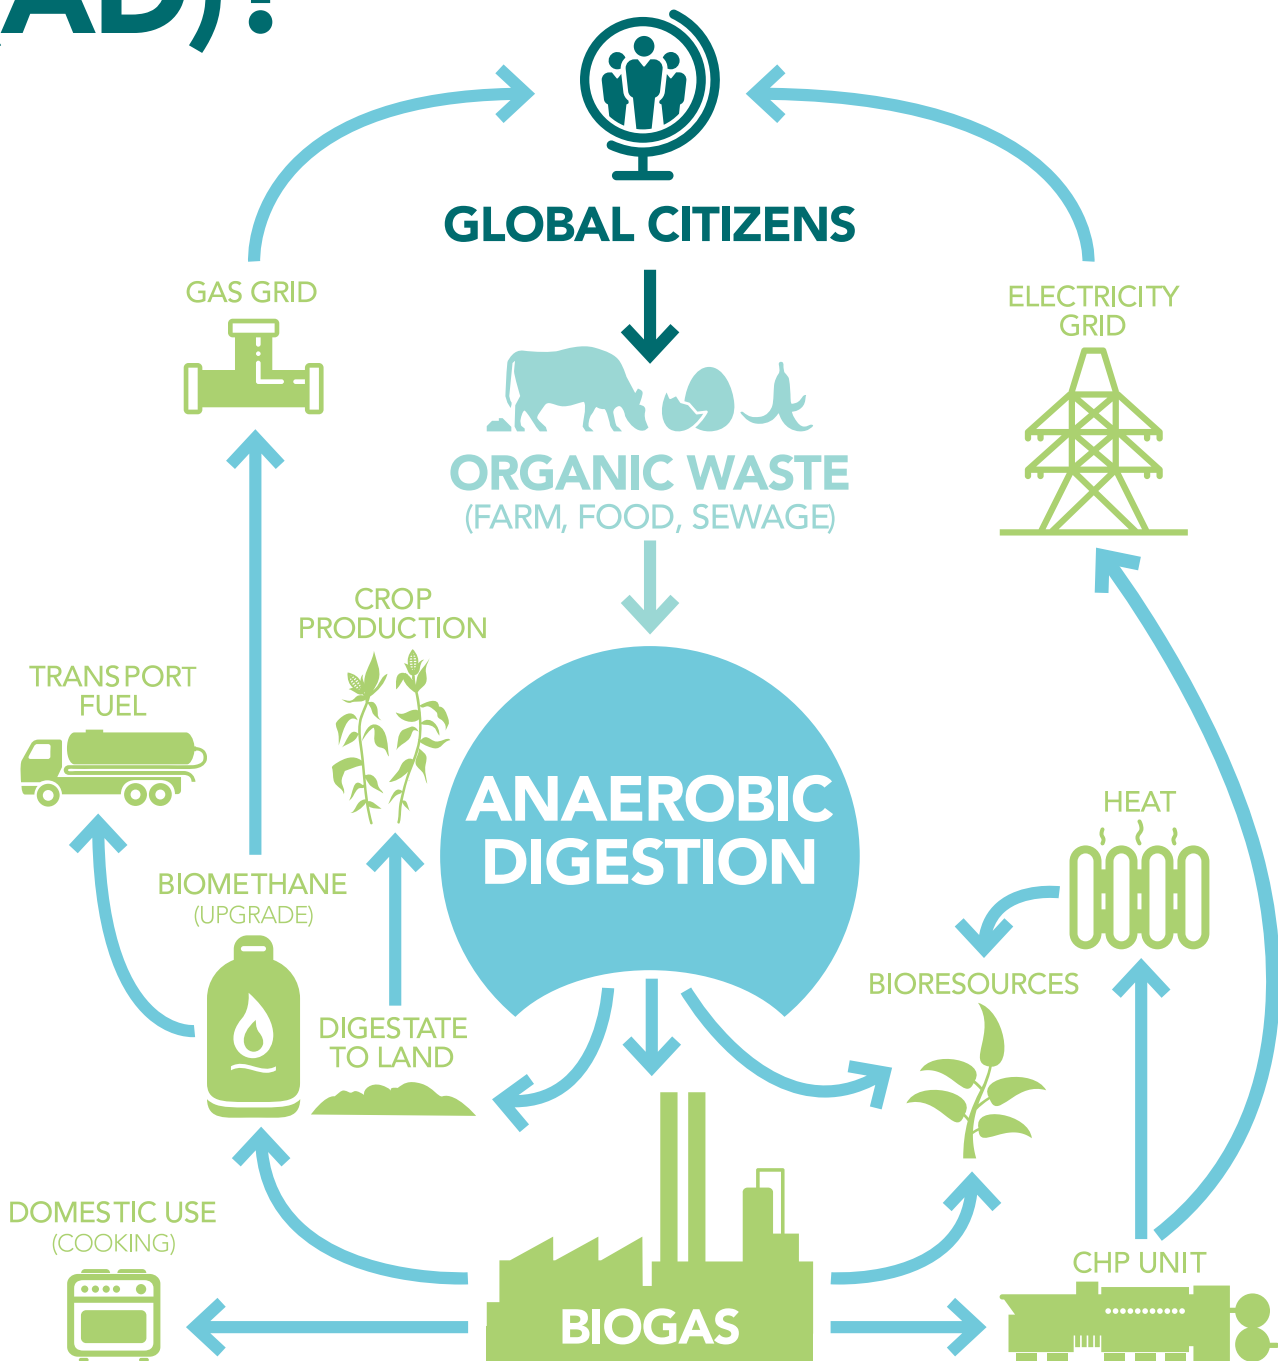 AD)?
GLOBAL CITIZENS
GAS GRID
ELECTRICITY
GRID
ORGANIC WASTE
(FARM, FOOD, SEWAGE)
CROP
PRODUCTION
TRANSPORT
FUEL
ANAEROBIC
DIGESTION
HEAT
BIOMETHANE
(UPGRADE)
BIORESOURCES
DIGESTATE
TO LAND
DOMESTIC USE
(COOKING)
CHP UNIT
BIOGAS